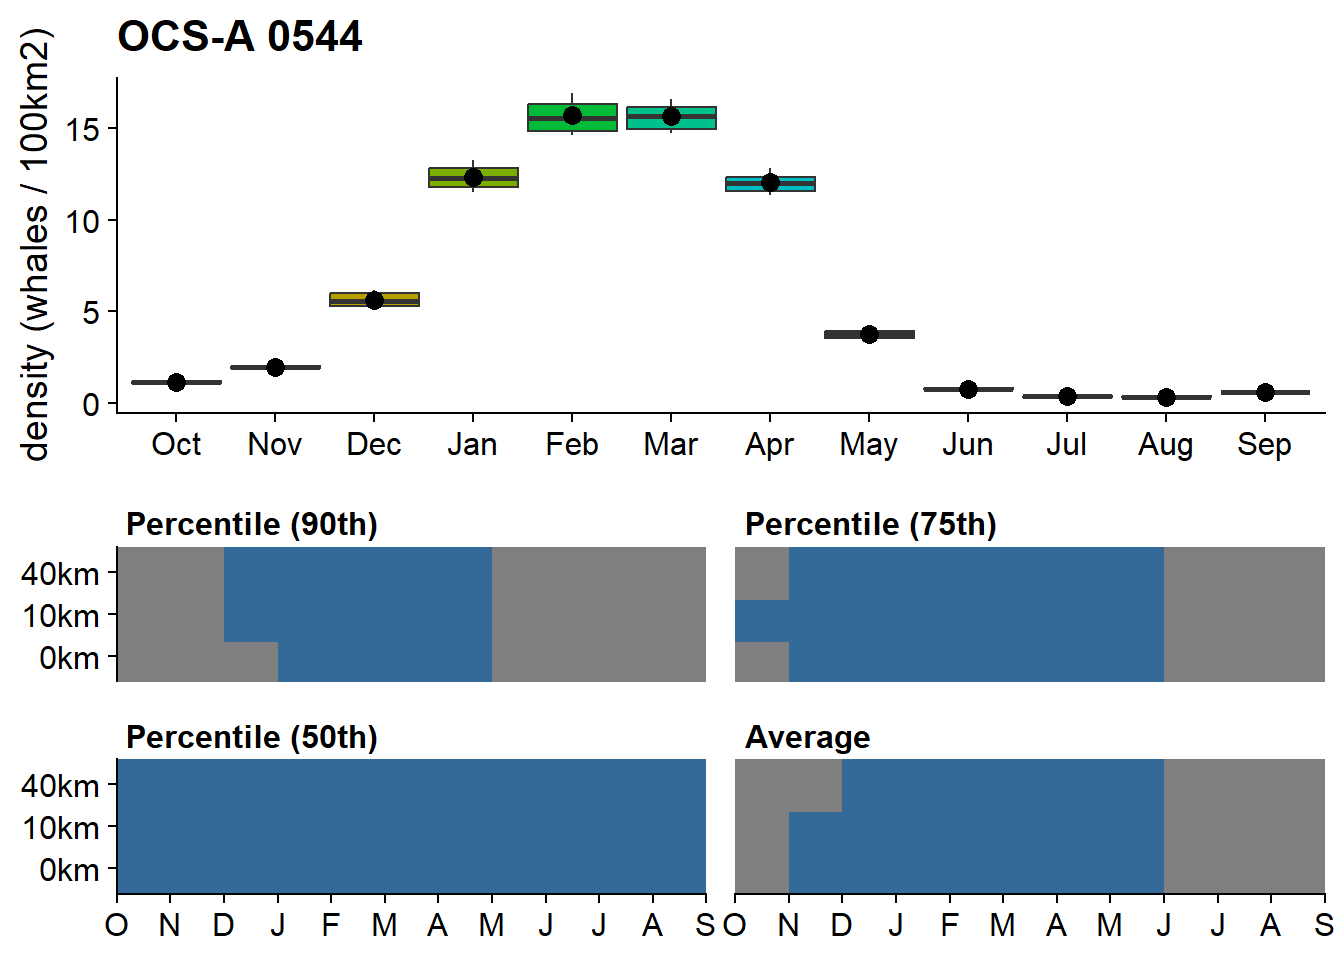 OCS-A 0544
density (whales / 100km2)
15
10
5
0
Oct Nov Dec Jan Feb Mar Apr May Jun Jul Aug Sep
Percentile (90th) Percentile (75th)
40km
10km
0km
Percentile (50th) Average
40km
10km
0km
O N D J F M A M J J A S O N D J F M A M J J A S